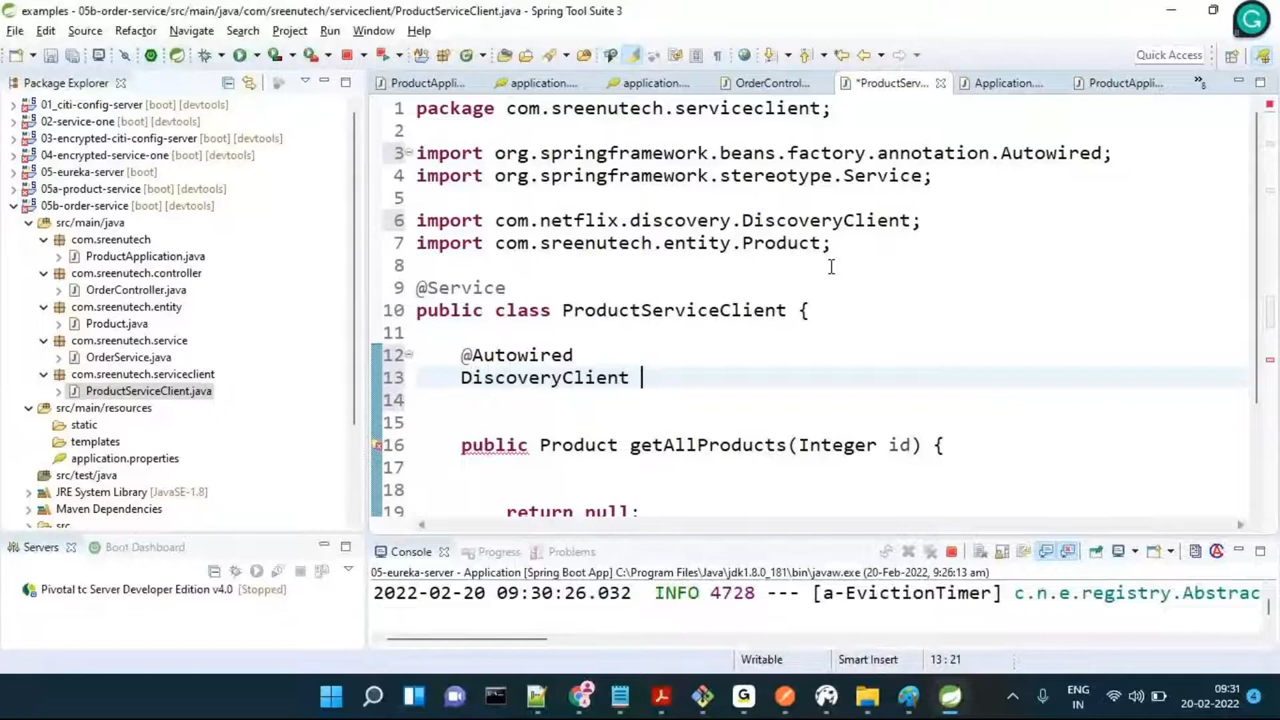 examples - 05b-order-service/src/main/java/com/sreenutech/serviceclient/ProductServiceClient.java - Spring Tool Suite 3
File Edit Source Refactor Navigate Search Project Run Window Help
Quick Access
Package Explorer
01_citi-config-server [boot] [devtools]
02-service-one [boot] [devtools]
03-encrypted-citi-config-server [boot] [devtools]
04-encrypted-service-one [boot] [devtools]
05-eureka-server [boot]
05a-product-service [boot] [devtools]
05b-order-service [boot] [devtools]
src/main/java
com.sreenutech
ProductApplication.java
com.sreenutech.controller
OrderController.java
com.sreenutech.entity
Product.java
com.sreenutech.service
OrderService.java
com.sreenutech.serviceclient
ProductServiceClient.java
src/main/resources
static
templates
application.properties
src/test/java
JRE System Library [JavaSE-1.8]
Maven Dependencies
src
Servers Boot Dashboard
Pivotal tc Server Developer Edition v4.0 [Stopped]
ProductAppli... application.... application.... OrderControl... *ProductServ... Application.... ProductAppli...
1 package com.sreenutech.serviceclient;
2
3 import org.springframework.beans.factory.annotation.Autowired;
4 import org.springframework.stereotype.Service;
5
6 import com.netflix.discovery.DiscoveryClient;
7 import com.sreenutech.entity.Product;
8
9 @Service
10 public class ProductServiceClient {
11
12 @Autowired
13 DiscoveryClient
14
15
16 public Product getAllProducts(Integer id) {
17
18
19 return null;
Console Progress Problems
05-eureka-server - Application [Spring Boot App] C:\Program Files\Java\jdk1.8.0_181\bin\javaw.exe (20-Feb-2022, 9:26:13 am)
2022-02-20 09:30:26.032 INFO 4728 --- [a-EvictionTimer] c.n.e.registry.Abstrac
Writable Smart Insert 13 : 21
ENG
IN
09:31
20-02-2022